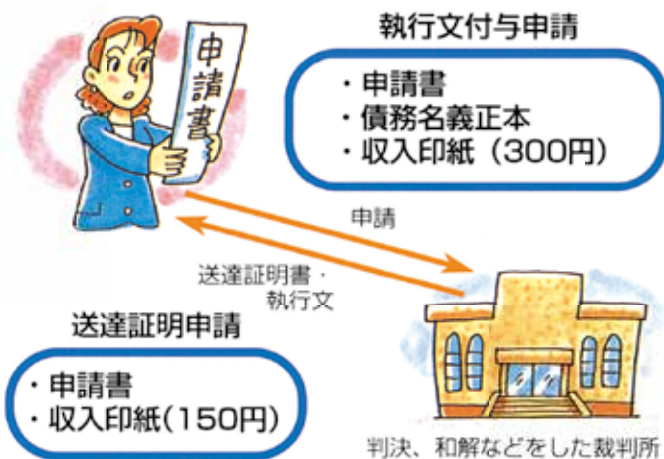 執行文付与申請
・申請書
・債務名義正本
・収入印紙（300円）
申請書
申請
送達証明書・
執行文
送達証明申請
・申請書
・収入印紙(150円)
判決、和解などをした裁判所